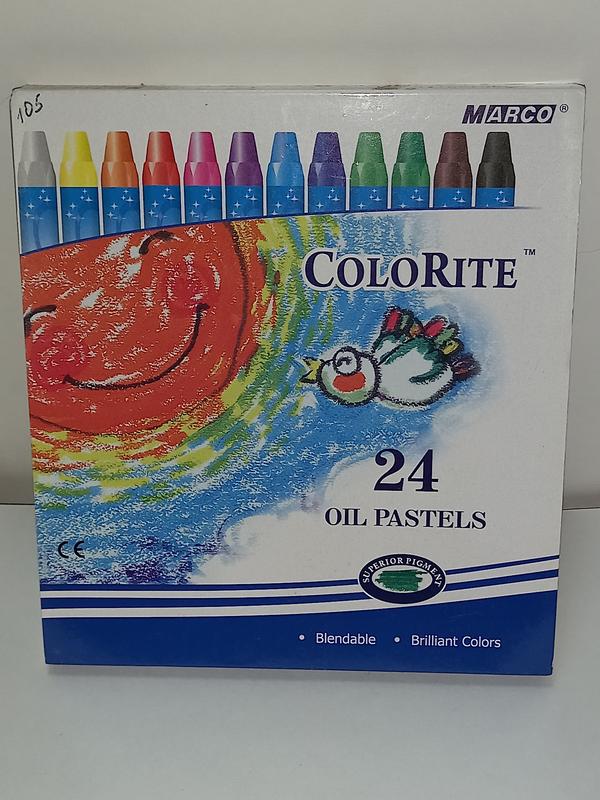 105
MARCO®
COLORITE™
24
OIL PASTELS
CE
SUPERIOR PIGMENT
• Blendable • Brilliant Colors